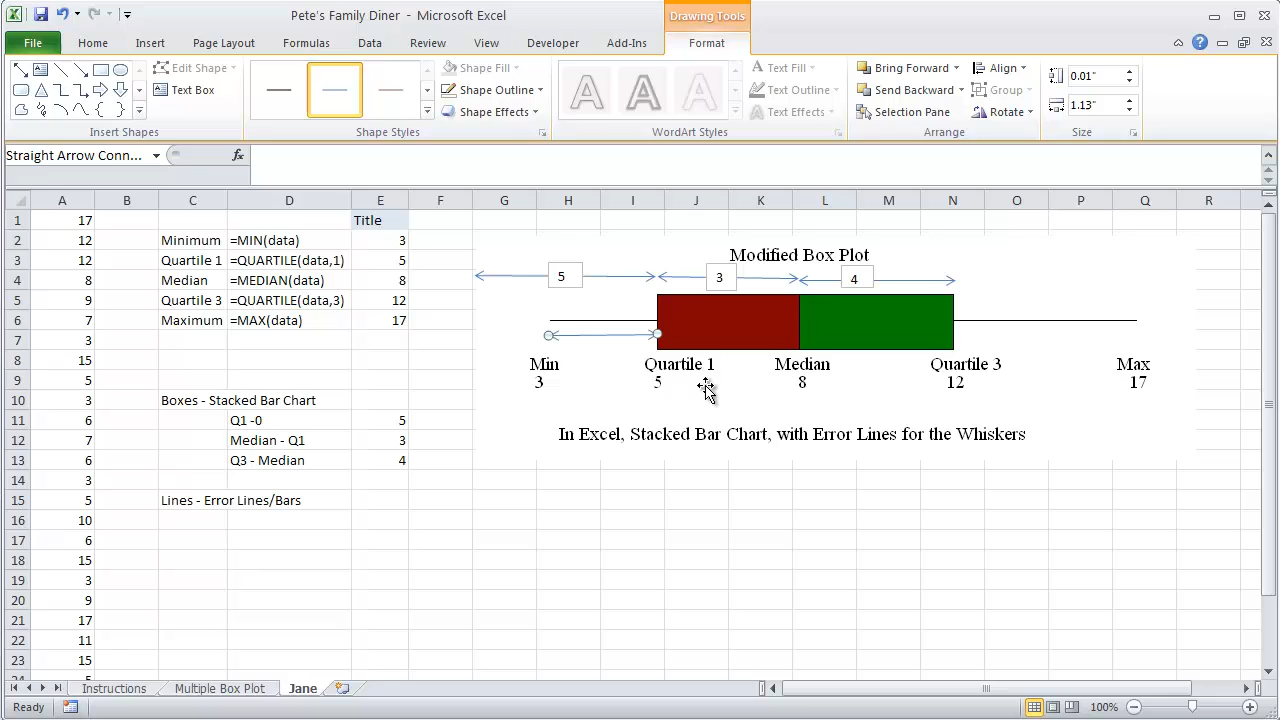 Pete's Family Diner - Microsoft Excel
Drawing Tools
File Home Insert Page Layout Formulas Data Review View Developer Add-Ins Format
Edit Shape
Text Box
Insert Shapes
Shape Fill
Shape Outline
Shape Effects
Shape Styles
A A A
Text Fill
Text Outline
Text Effects
WordArt Styles
Bring Forward
Send Backward
Selection Pane
Align
Group
Rotate
Arrange
0.01"
1.13"
Size
Straight Arrow Conn... fx
A B C D E F G H I J K L M N O P Q R
1 17 Title
2 12 Minimum =MIN(data) 3
3 12 Quartile 1 =QUARTILE(data,1) 5
4 8 Median =MEDIAN(data) 8
5 9 Quartile 3 =QUARTILE(data,3) 12
6 7 Maximum =MAX(data) 17
7 3
8 15
9 5
10 3 Boxes - Stacked Bar Chart
11 6 Q1 -0 5
12 7 Median - Q1 3
13 6 Q3 - Median 4
14 3
15 5 Lines - Error Lines/Bars
16 10
17 6
18 15
19 3
20 9
21 17
22 11
23 15
24 5
Modified Box Plot
5 3 4
Min Quartile 1 Median Quartile 3 Max
3 5 8 12 17
In Excel, Stacked Bar Chart, with Error Lines for the Whiskers
Instructions Multiple Box Plot Jane
Ready 100%